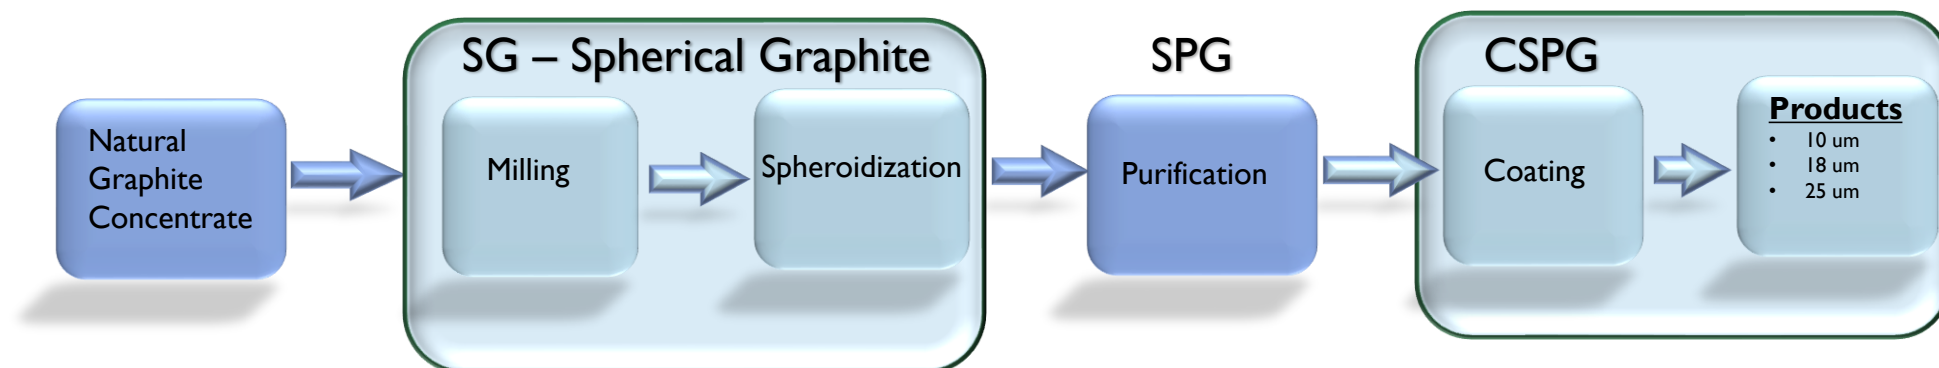 SG – Spherical Graphite
SPG
CSPG
Natural
Graphite
Concentrate
Milling
Spheroidization
Purification
Coating
Products
• 10 um
• 18 um
• 25 um